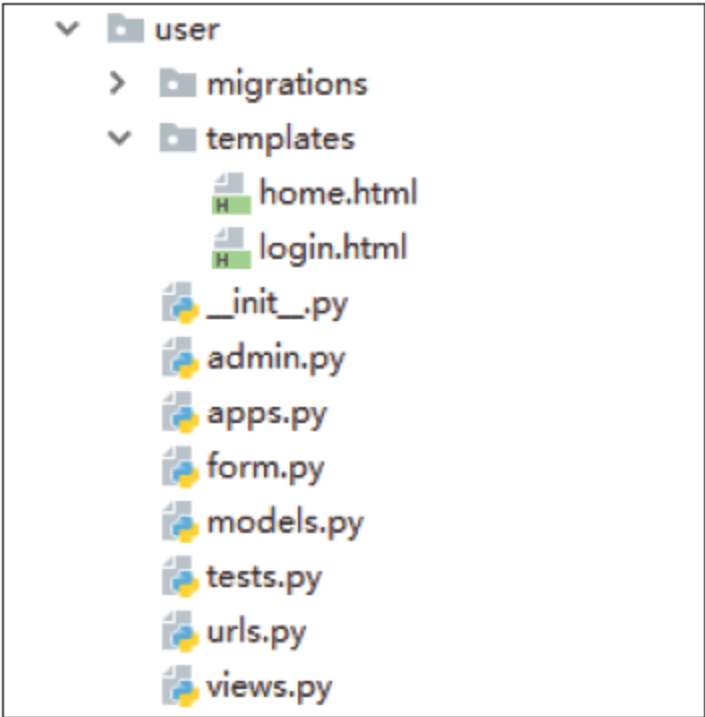 user
migrations
templates
home.html
login.html
__init__.py
admin.py
apps.py
form.py
models.py
tests.py
urls.py
views.py